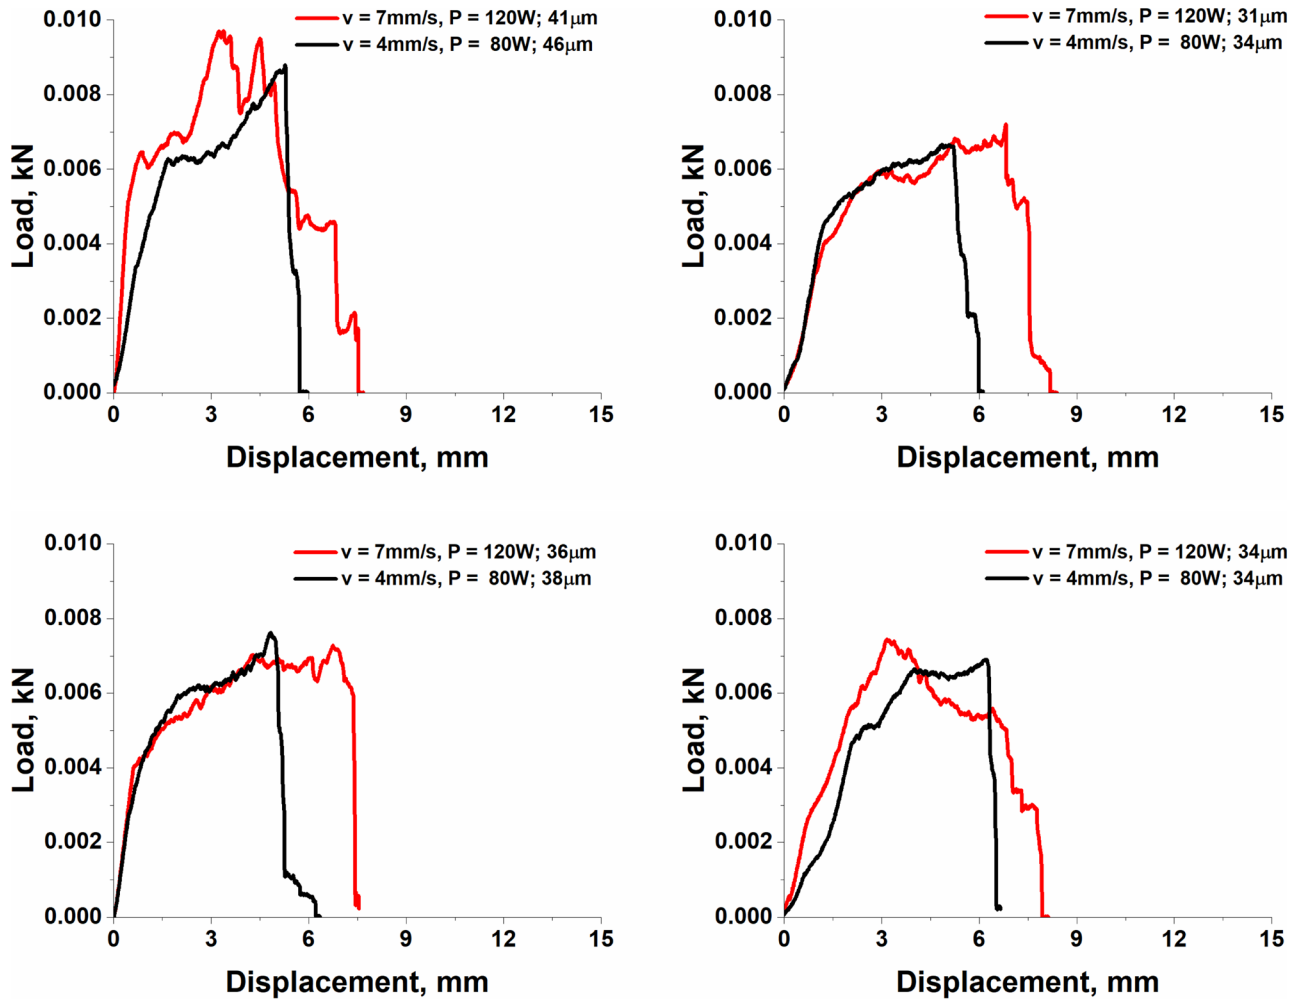 v = 7mm/s, P = 120W; 41μm
v = 4mm/s, P =  80W; 46μm
0.010
0.008
0.006
0.004
0.002
0.000
Load, kN
0 3 6 9 12 15
Displacement, mm
v = 7mm/s, P = 120W; 31μm
v = 4mm/s, P =  80W; 34μm
0.010
0.008
0.006
0.004
0.002
0.000
Load, kN
0 3 6 9 12 15
Displacement, mm
v = 7mm/s, P = 120W; 36μm
v = 4mm/s, P =  80W; 38μm
0.010
0.008
0.006
0.004
0.002
0.000
Load, kN
0 3 6 9 12 15
Displacement, mm
v = 7mm/s, P = 120W; 34μm
v = 4mm/s, P =  80W; 34μm
0.010
0.008
0.006
0.004
0.002
0.000
Load, kN
0 3 6 9 12 15
Displacement, mm